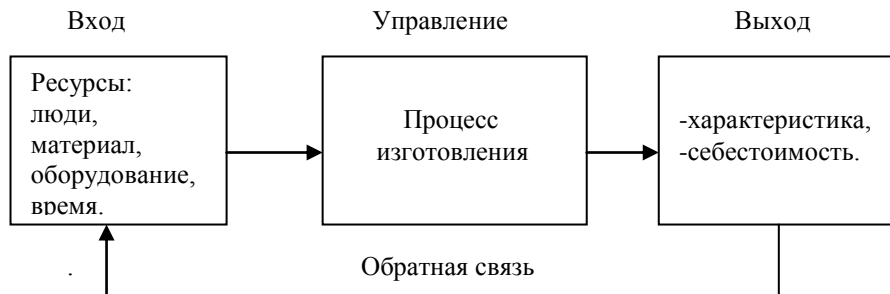 Вход Управление Выход
Ресурсы:
люди,
материал,
оборудование,
время.
Процесс
изготовления
-характеристика,
-себестоимость.
. Обратная связь